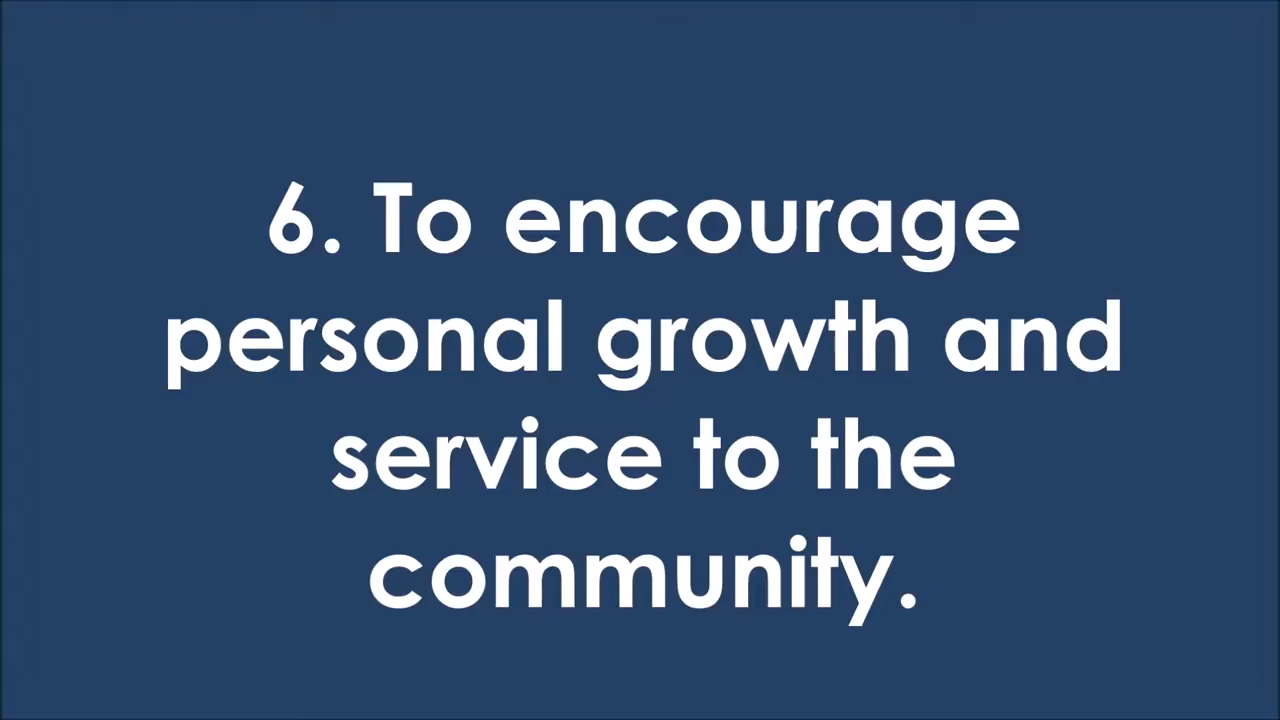 6. To encourage
personal growth and
service to the
community.